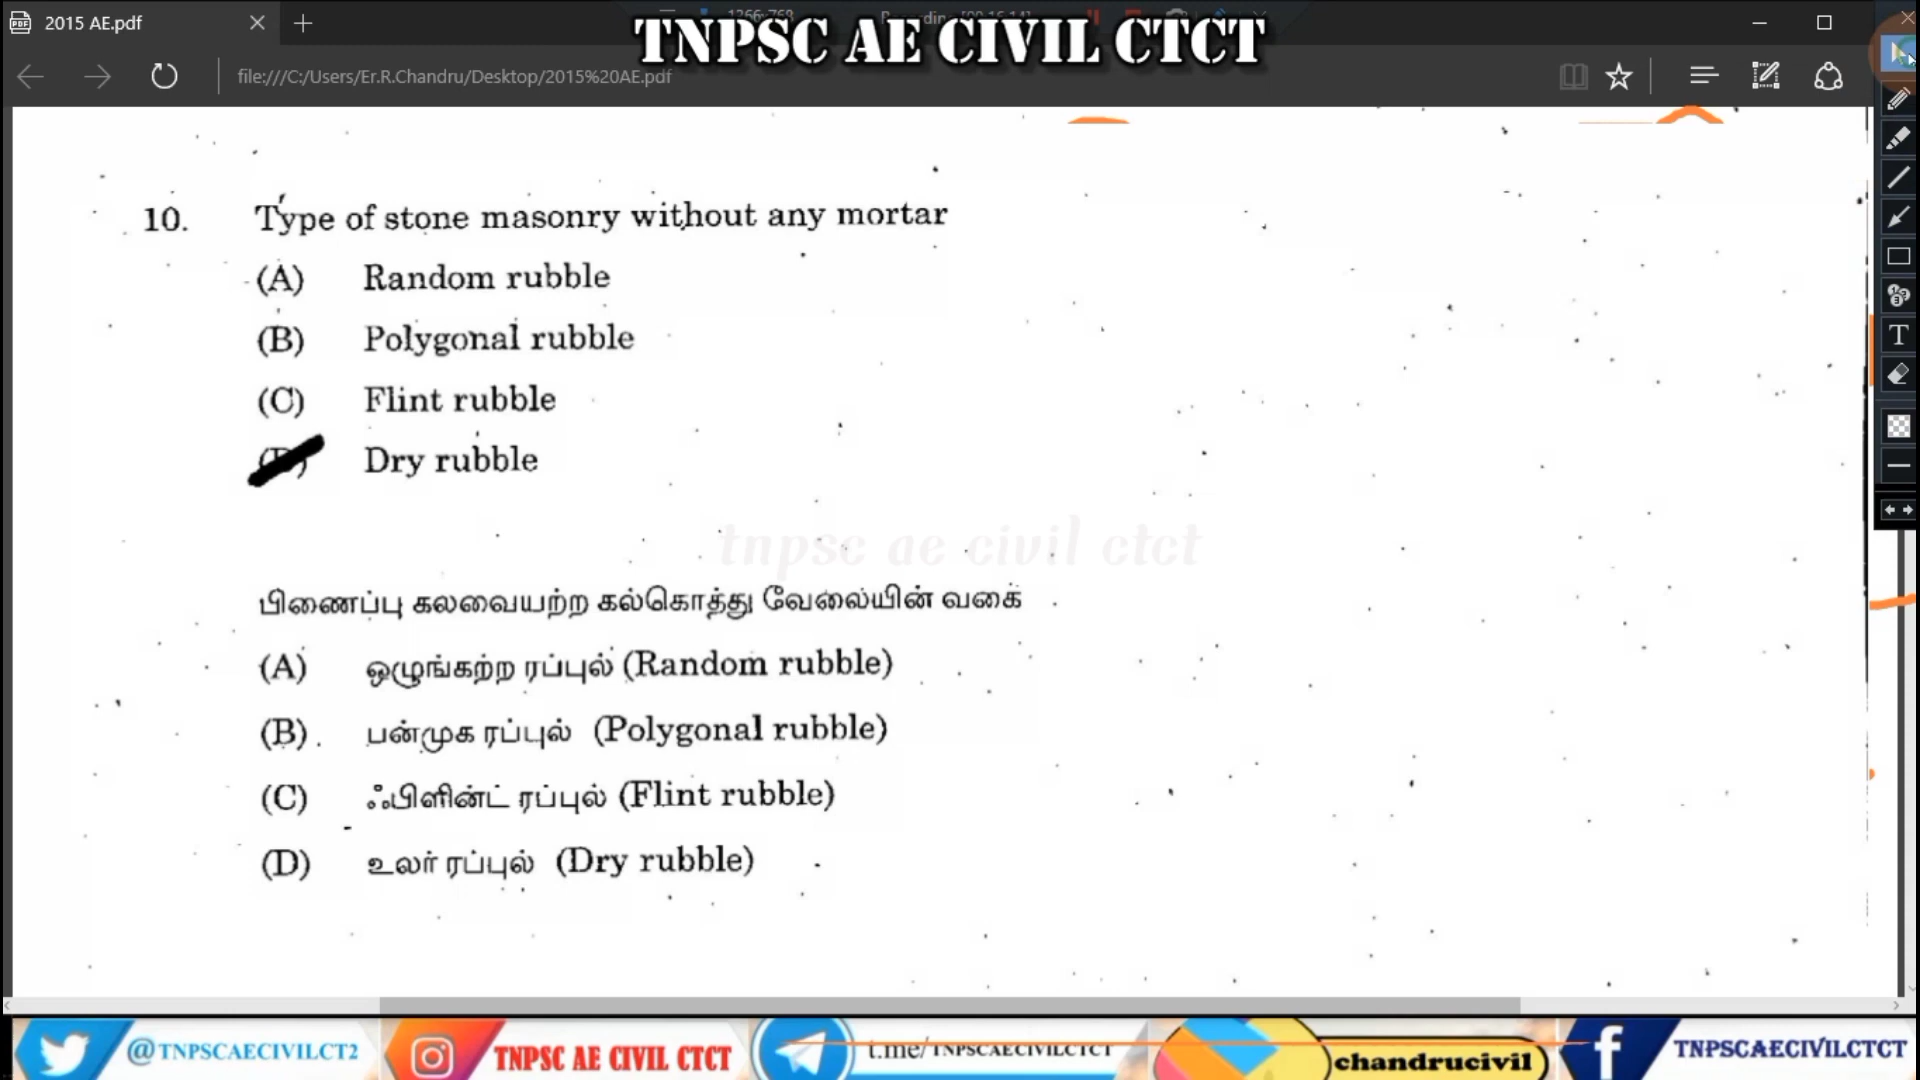 2015 AE.pdf
TNPSC AE CIVIL CTCT
file:///C:/Users/Er.R.Chandru/Desktop/2015%20AE.pdf
10. Type of stone masonry without any mortar
(A) Random rubble
(B) Polygonal rubble
(C) Flint rubble
(D) Dry rubble
tnpsc ae civil ctct
பிணைப்பு கலவையற்ற கல்கொத்து வேலையின் வகை
(A) ஒழுங்கற்ற ரப்புல் (Random rubble)
(B) பன்முக ரப்புல் (Polygonal rubble)
(C) ஃபிளின்ட் ரப்புல் (Flint rubble)
(D) உலர் ரப்புல் (Dry rubble)
@TNPSCAECIVILCT2
TNPSC AE CIVIL CTCT
t.me/TNPSCAECIVILCTCT
chandrucivil
TNPSCAECIVILCTCT